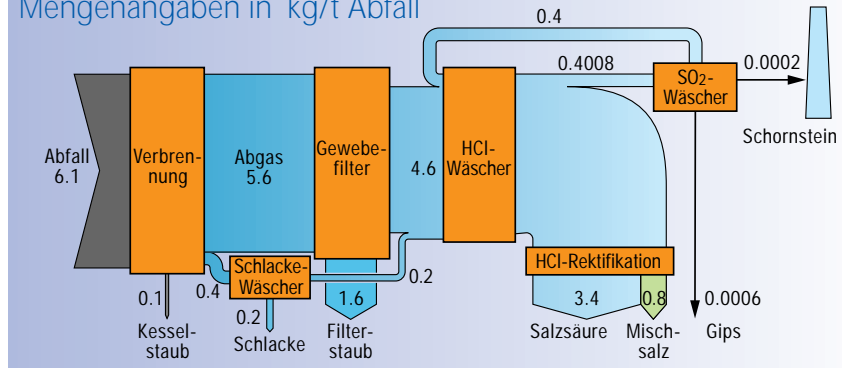 Mengenangaben in kg/t Abfall
0.4
0.4008
0.0002
SO2-
Wäscher
Schornstein
Abfall
6.1
Verbren-
nung
Abgas
5.6
Gewebe-
filter
4.6
HCl-
Wäscher
0.4
Schlacke-
Wäscher
0.2
HCl-Rektifikation
0.1
0.2
1.6
3.4
0.8
0.0006
Kessel-
staub
Schlacke
Filter-
staub
Salzsäure
Misch-
salz
Gips